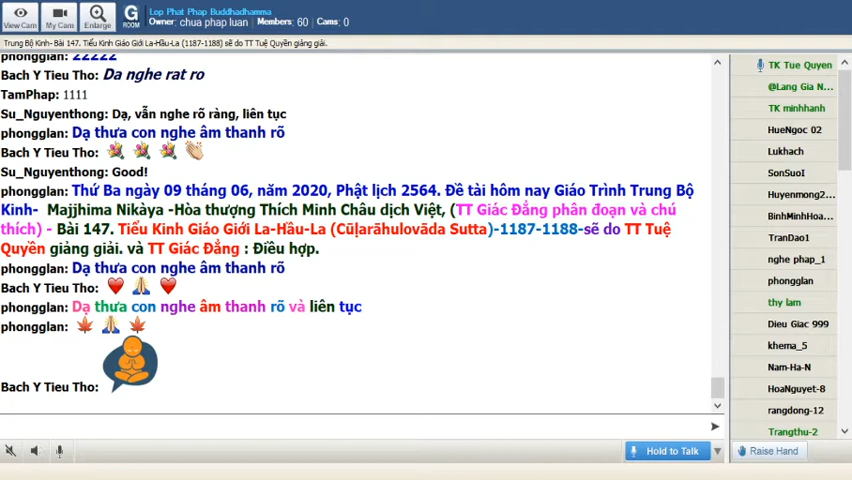 View Cam
My Cam
Enlarge
G
ROOM
Lop Phat Phap Buddhadhamma
Owner: chua phap luan Members: 60 Cams: 0
Trung Bộ Kinh- Bài 147. Tiểu Kinh Giáo Giới La-Hầu-La (1187-1188) sẽ do TT Tuệ Quyền giảng giải.
phongglan: 22222
Bach Y Tieu Tho: Da nghe rat ro
TamPhap: 1111
Su_Nguyenthong: Dạ, vẫn nghe rõ ràng, liên tục
phongglan: Dạ thưa con nghe âm thanh rõ
Bach Y Tieu Tho:
Su_Nguyenthong: Good!
phongglan: Thứ Ba ngày 09 tháng 06, năm 2020, Phật lịch 2564. Đề tài hôm nay Giáo Trình Trung Bộ
Kinh- Majjhima Nikàya -Hòa thượng Thích Minh Châu dịch Việt, (TT Giác Đẳng phân đoạn và chú
thích) - Bài 147. Tiểu Kinh Giáo Giới La-Hầu-La (Cūḷarāhulovāda Sutta)-1187-1188-sẽ do TT Tuệ
Quyền giảng giải. và TT Giác Đẳng : Điều hợp.
phongglan: Dạ thưa con nghe âm thanh rõ
Bach Y Tieu Tho:
phongglan: Dạ thưa con nghe âm thanh rõ và liên tục
phongglan:
Bach Y Tieu Tho:
TK Tue Quyen
@Lang Gia N...
TK minhhanh
HueNgoc 02
Lukhach
SonSuoI
Huyenmong2...
BinhMinhHoa...
TranDao1
nghe phap_1
phongglan
thy lam
Dieu Giac 999
khema_5
Nam-Ha-N
HoaNguyet-8
rangdong-12
Trangthu-2
Hold to Talk
Raise Hand